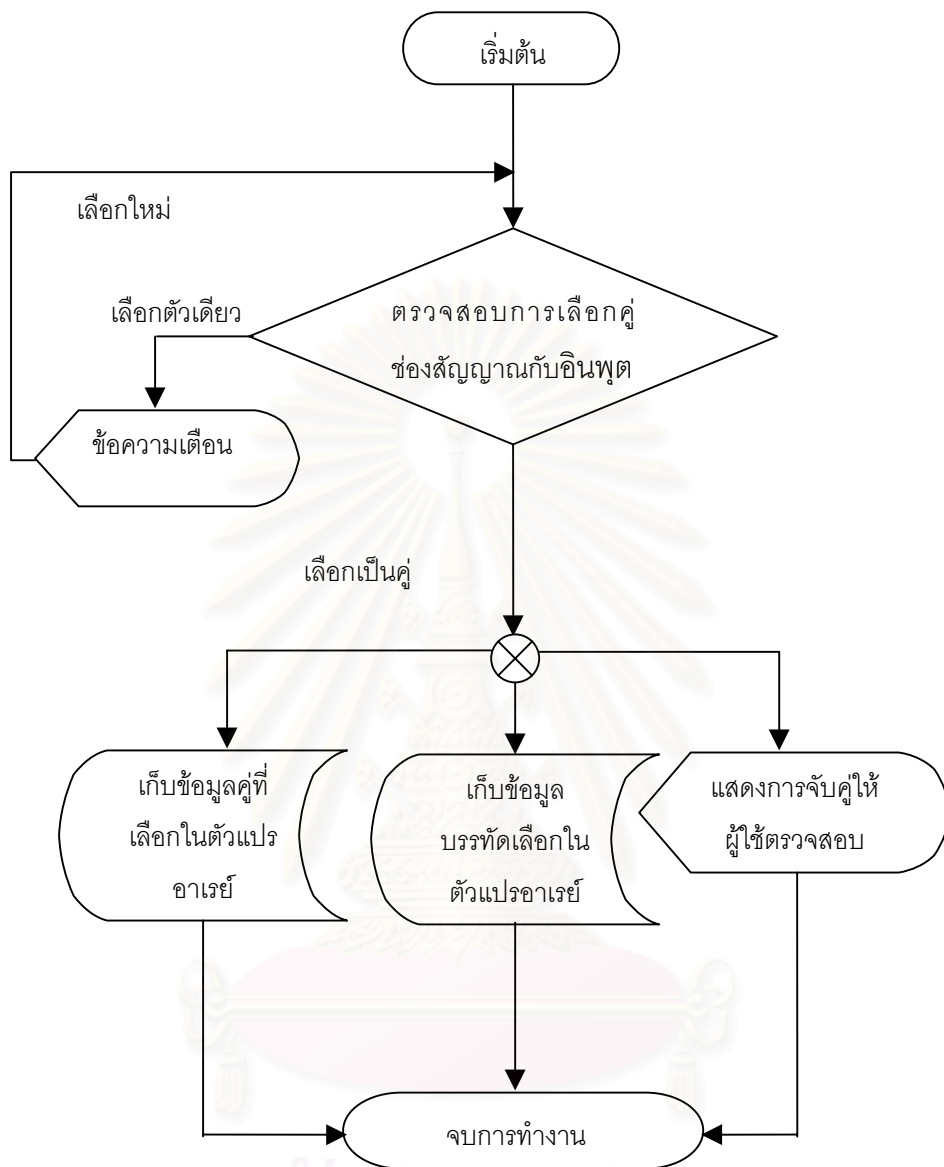 เริ่มต้น
เลือกใหม่
เลือกตัวเดียว
ตรวจสอบการเลือกคู่
ช่องสัญญาณกับอินพุต
ข้อความเตือน
เลือกเป็นคู่
เก็บข้อมูลคู่ที่
เลือกในตัวแปร
อาเรย์
เก็บข้อมูล
บรรทัดเลือกใน
ตัวแปรอาเรย์
แสดงการจับคู่ให้
ผู้ใช้ตรวจสอบ
จบการทำงาน